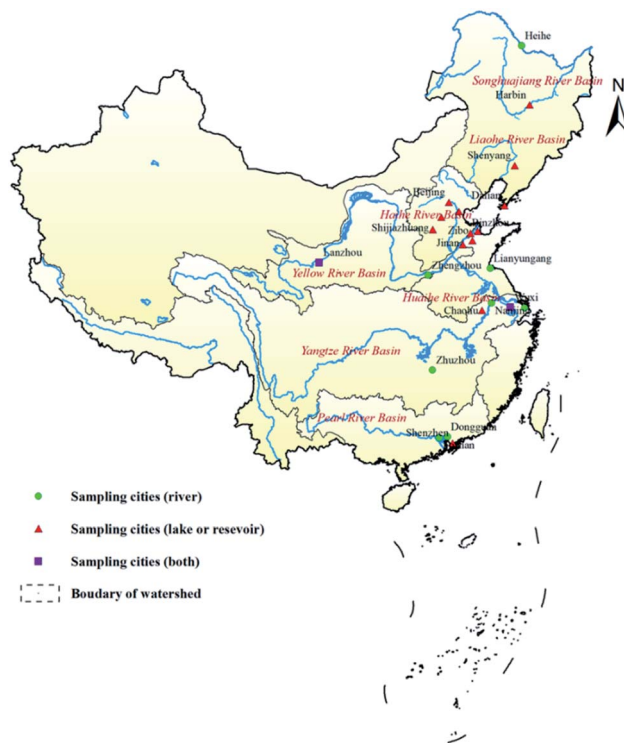 Heihe
Songhuajiang River Basin
Harbin
N
Liaohe River Basin
Shenyang
Beijing
Dalian
Haihe River Basin
Binzhou
Shijiazhuang
Zibo
Jinan
Lanzhou
Lianyungang
Zhengzhou
Yellow River Basin
Huaihe River Basin
Chaohu
Yangtze River Basin
Zhuzhou
Pearl River Basin
Dongguan
Shenzhen
Sampling cities (river)
Sampling cities (lake or resevoir)
Sampling cities (both)
Boudary of watershed